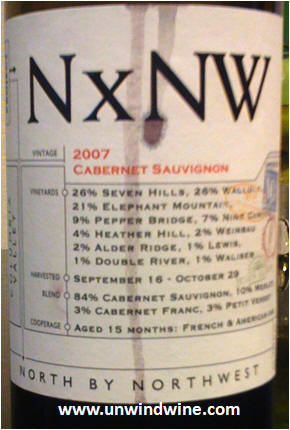 NxNW
VINTAGE 2007
CABERNET SAUVIGNON
VINEYARDS 26% SEVEN HILLS, 26% WALLULA,
21% ELEPHANT MOUNTAIN,
9% PEPPER BRIDGE, 7% NINE
4% HEATHER HILL, 2% WEINBAU
2% ALDER RIDGE, 1% LEWIS,
1% DOUBLE RIVER, 1% WALISER
HARVESTED SEPTEMBER 16 - OCTOBER 29
BLEND 84% CABERNET SAUVIGNON, 10% MERLOT
3% CABERNET FRANC, 3% PETIT VERDOT
COOPERAGE AGED 15 MONTHS: FRENCH & AMERICAN
NORTH BY NORTHWEST
www.unwindwine.com
VALLEY